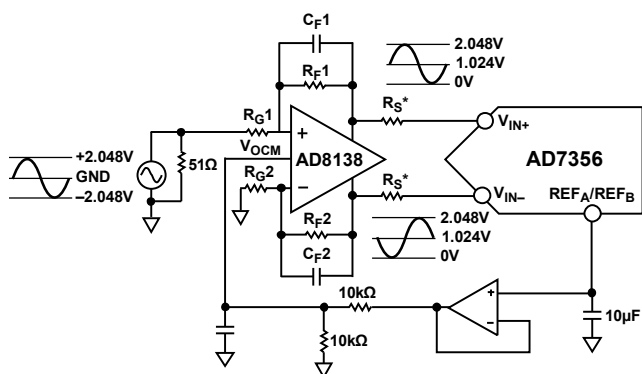 CF1
RF1
RG1
RS*
2.048V
1.024V
0V
VIN+
+2.048V
GND
–2.048V
51Ω
VOCM
+
AD8138
–
AD7356
RG2
RS*
VIN–
REFA/REFB
RF2
CF2
2.048V
1.024V
0V
10kΩ
+
–
10µF
10kΩ